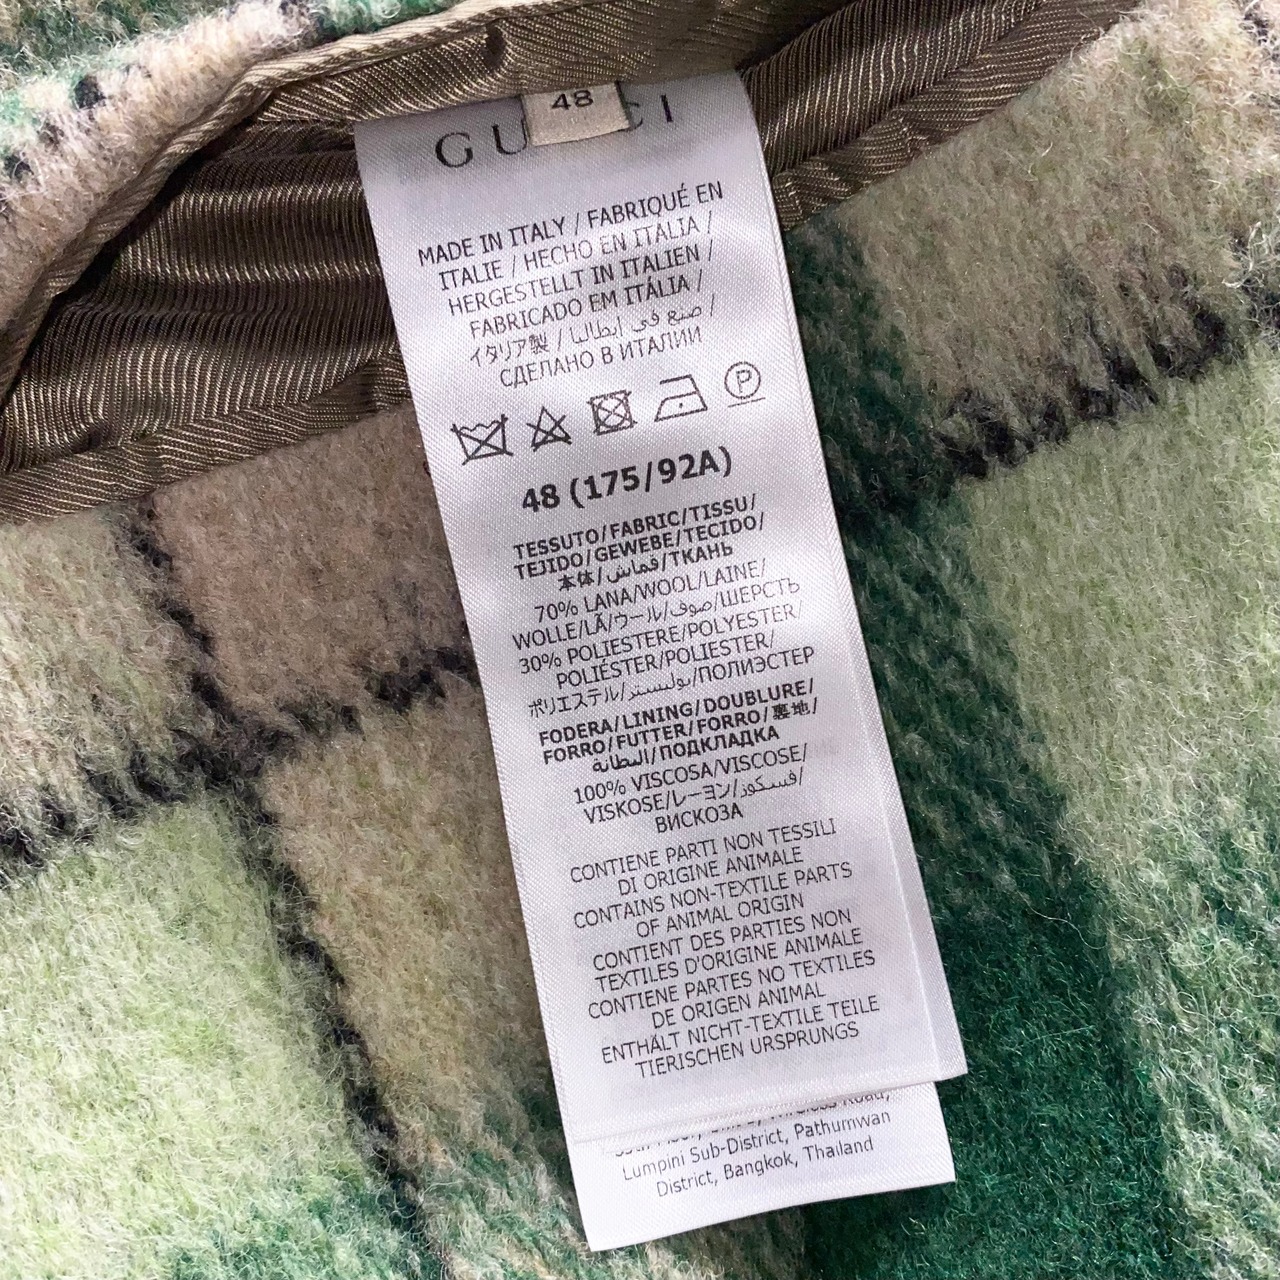 48
GUCCI
MADE IN ITALY / FABRIQUÉ EN
ITALIE / HECHO EN ITALIA /
HERGESTELLT IN ITALIEN /
FABRICADO EM ITÁLIA /
イタリア製 / صنع في ايطاليا /
СДЕЛАНО В ИТАЛИИ
P
48 (175/92A)
TESSUTO/FABRIC/TISSU/
TEJIDO/GEWEBE/TECIDO/
本体/قماش/ТКАНЬ
70% LANA/WOOL/LAINE/
WOLLE/LÃ/ウール/صوف/ШЕРСТЬ
30% POLIESTERE/POLYESTER/
POLIÉSTER/POLIESTER/
ポリエステル/بوليستر/ПОЛИЭСТЕР
FODERA/LINING/DOUBLURE/
FORRO/FUTTER/FORRO/裏地/
البطانة/ПОДКЛАДКА
100% VISCOSA/VISCOSE/
VISKOSE/レーヨン/فسكوز/
ВИСКОЗА
CONTIENE PARTI NON TESSILI
DI ORIGINE ANIMALE
CONTAINS NON-TEXTILE PARTS
OF ANIMAL ORIGIN
CONTIENT DES PARTIES NON
TEXTILES D'ORIGINE ANIMALE
CONTIENE PARTES NO TEXTILES
DE ORIGEN ANIMAL
ENTHÄLT NICHT-TEXTILE TEILE
TIERISCHEN URSPRUNGS
Road,
Lumpini Sub-District, Pathumwan
District, Bangkok, Thailand